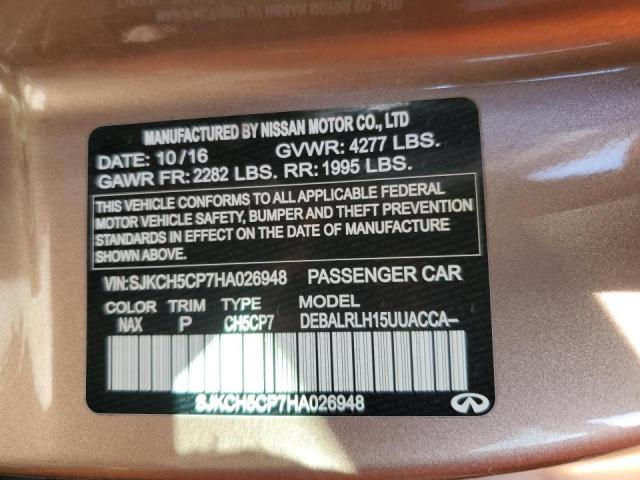 MANUFACTURED BY NISSAN MOTOR CO., LTD
DATE: 10/16 GVWR: 4277 LBS.
GAWR FR: 2282 LBS. RR: 1995 LBS.
THIS VEHICLE CONFORMS TO ALL APPLICABLE FEDERAL
MOTOR VEHICLE SAFETY, BUMPER AND THEFT PREVENTION
STANDARDS IN EFFECT ON THE DATE OF MANUFACTURE
SHOWN ABOVE.
VIN:SJKCH5CP7HA026948 PASSENGER CAR
COLOR TRIM TYPE MODEL
NAX P CH5CP7 DEBALRLH15UUACCA-
SJKCH5CP7HA026948